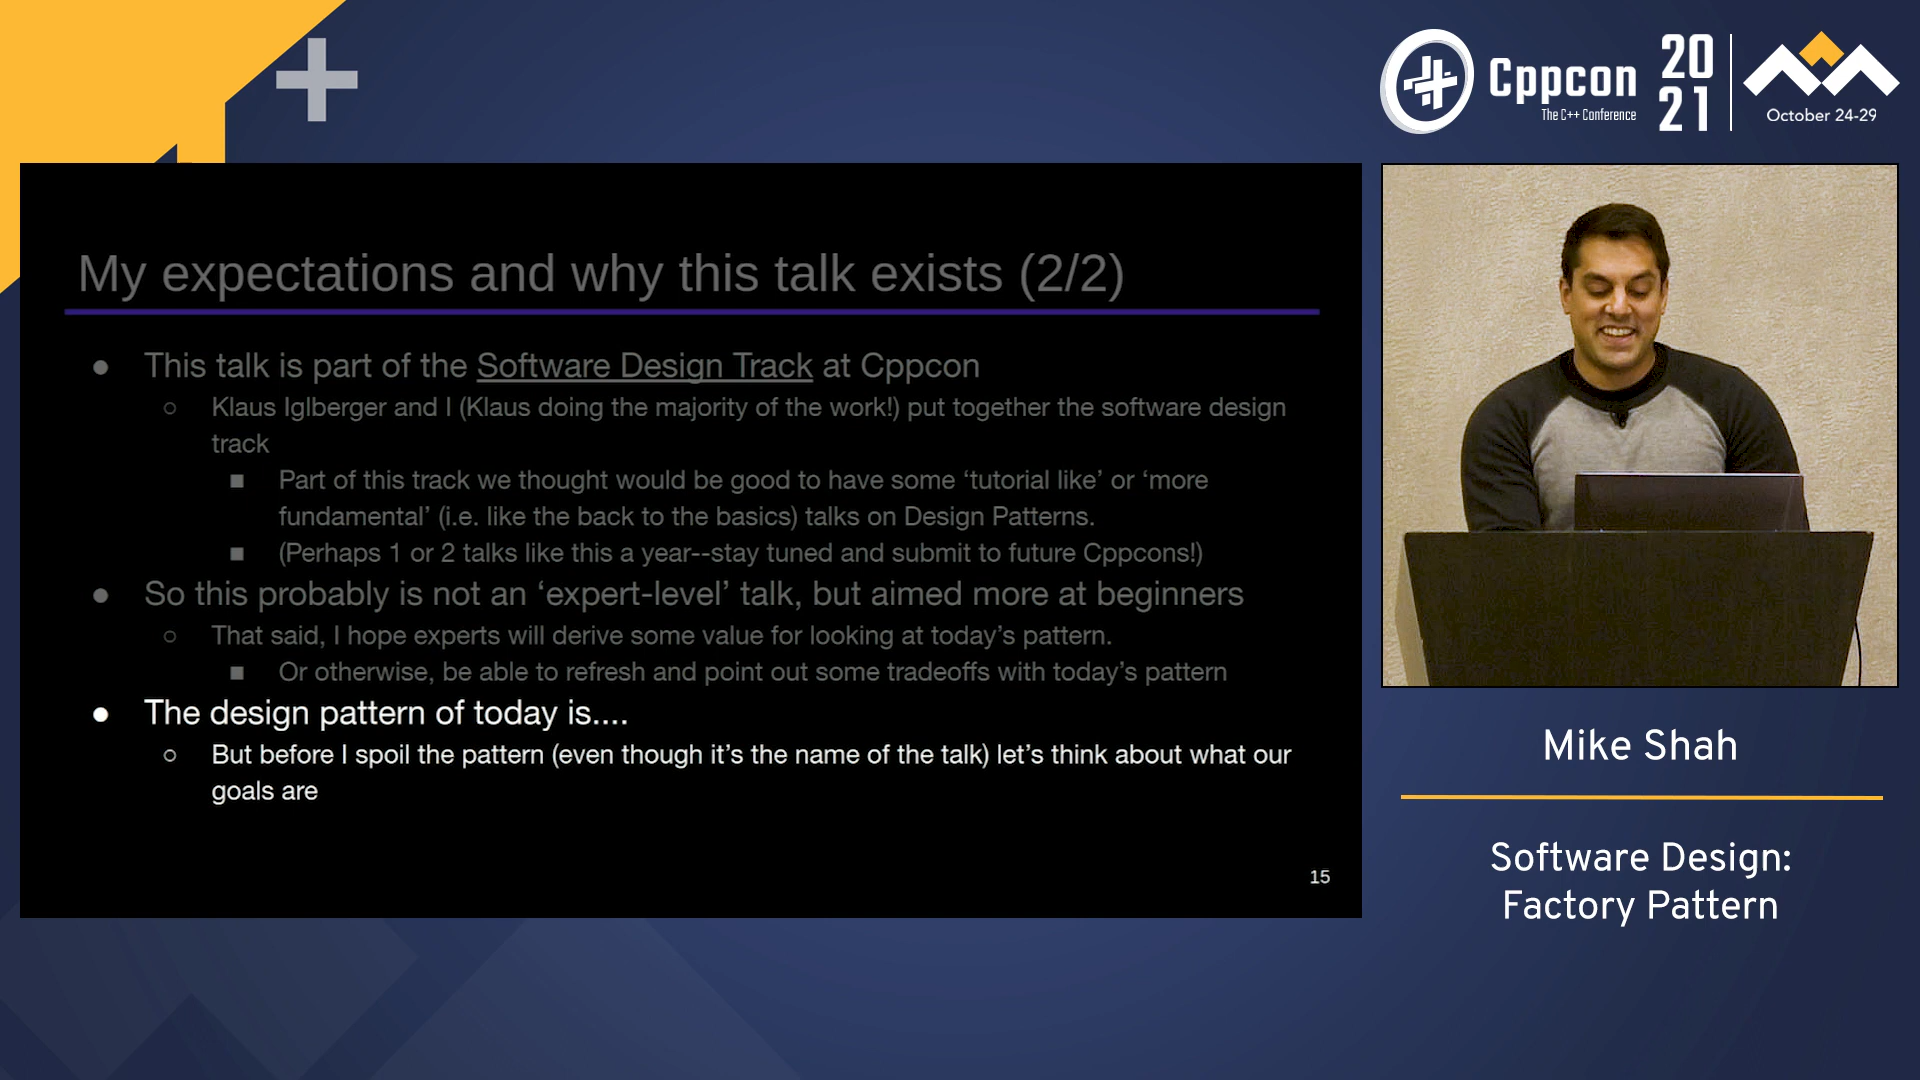 Cppcon
The C++ Conference
20
21
October 24-29
My expectations and why this talk exists (2/2)
● This talk is part of the Software Design Track at Cppcon
○ Klaus Iglberger and I (Klaus doing the majority of the work!) put together the software design
track
■ Part of this track we thought would be good to have some ‘tutorial like’ or ‘more
fundamental’ (i.e. like the back to the basics) talks on Design Patterns.
■ (Perhaps 1 or 2 talks like this a year--stay tuned and submit to future Cppcons!)
● So this probably is not an ‘expert-level’ talk, but aimed more at beginners
○ That said, I hope experts will derive some value for looking at today’s pattern.
■ Or otherwise, be able to refresh and point out some tradeoffs with today’s pattern
● The design pattern of today is....
○ But before I spoil the pattern (even though it’s the name of the talk) let’s think about what our
goals are
15
Mike Shah
Software Design:
Factory Pattern